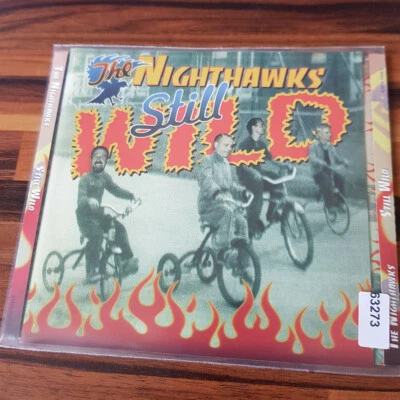 The NIGHTHAWKS
Still
WILD
THE NIGHTHAWKS
STILL WILD
STILL WILD
THE NIGHTHAWKS
63273